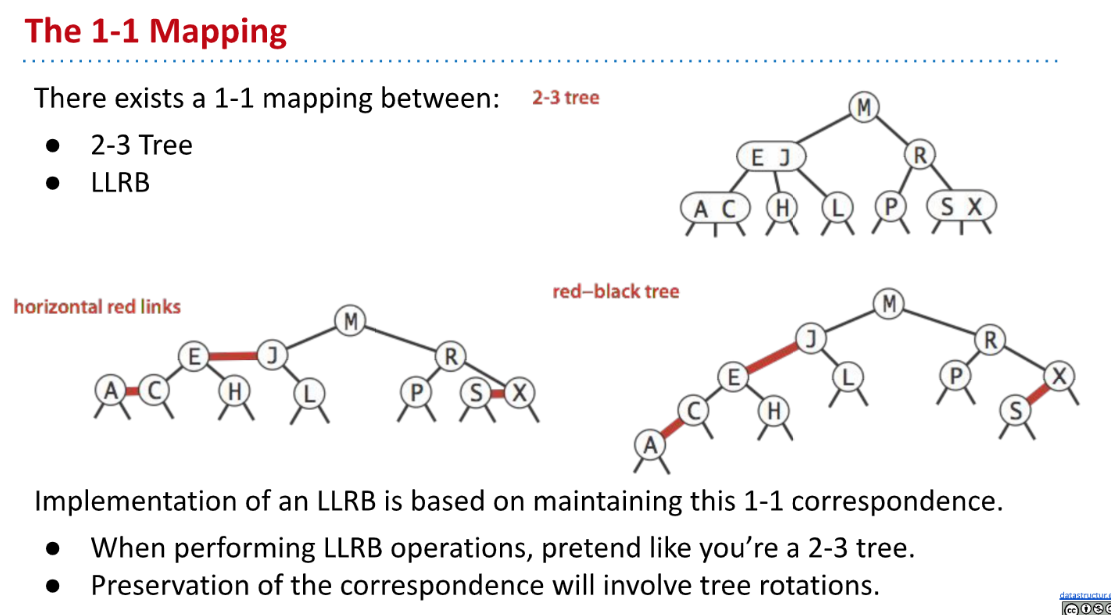 The 1-1 Mapping
There exists a 1-1 mapping between:
● 2-3 Tree
● LLRB
2-3 tree
M
E J
R
A C
H
L
P
S X
horizontal red links
M
E
J
R
A
C
H
L
P
S
X
red–black tree
M
J
R
E
L
P
X
C
H
S
A
Implementation of an LLRB is based on maintaining this 1-1 correspondence.
● When performing LLRB operations, pretend like you’re a 2-3 tree.
● Preservation of the correspondence will involve tree rotations.
datastructur.e
cc